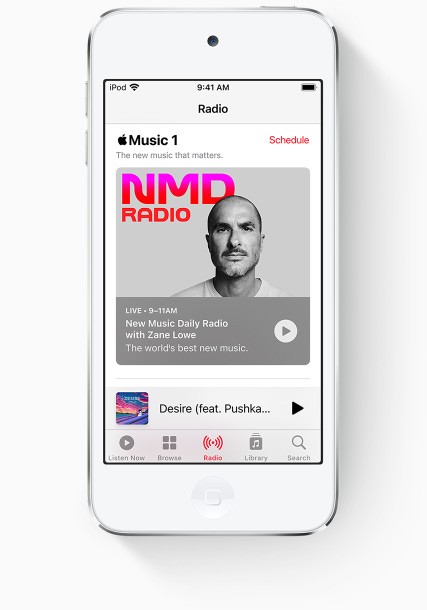 iPod 9:41 AM
Radio
Music 1 Schedule
The new music that matters.
NMD
RADIO
LIVE • 9–11AM
New Music Daily Radio
with Zane Lowe
The world's best new music.
DESIRE
Desire (feat. Pushka...
Listen Now Browse Radio Library Search